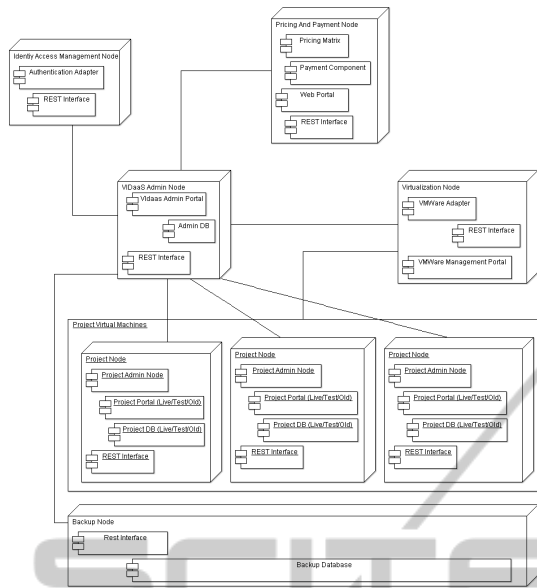 Pricing And Payment Node
Pricing Matrix
Payment Component
Web Portal
REST Interface
Identiy Access Management Node
Authentication Adapter
REST Interface
VIDaaS Admin Node
VIdaas Admin Portal
Admin DB
REST Interface
Virtualization Node
VMWare Adapter
REST Interface
VMWare Management Portal
Project Virtual Machines
Project Node
Project Admin Node
Project Portal (Live/Test/Old)
Project DB (Live/Test/Old)
REST Interface
Project Node
Project Admin Node
Project Portal (Live/Test/Old)
Project DB (Live/Test/Old)
REST Interface
Project Node
Project Admin Node
Project Portal (Live/Test/Old)
Project DB (Live/Test/Old)
REST Interface
Backup Node
Rest Interface
Backup Database